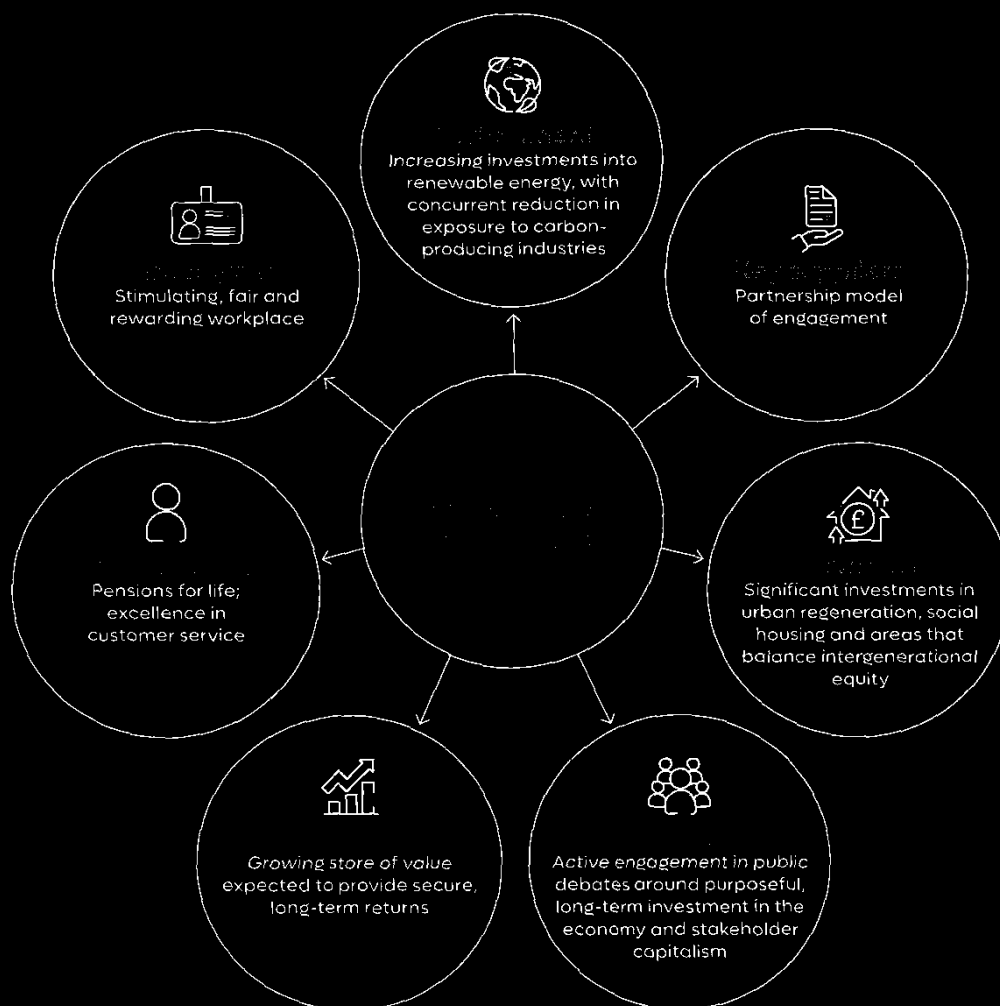 Increasing investments into
renewable energy, with
concurrent reduction in
exposure to carbon-
producing industries
Stimulating, fair and
rewarding workplace
Partnership model
of engagement
Pensions for life;
excellence in
customer service
£
Significant investments in
urban regeneration, social
housing and areas that
balance intergenerational
equity
Growing store of value
expected to provide secure,
long-term returns
Active engagement in public
debates around purposeful,
long-term investment in the
economy and stakeholder
capitalism